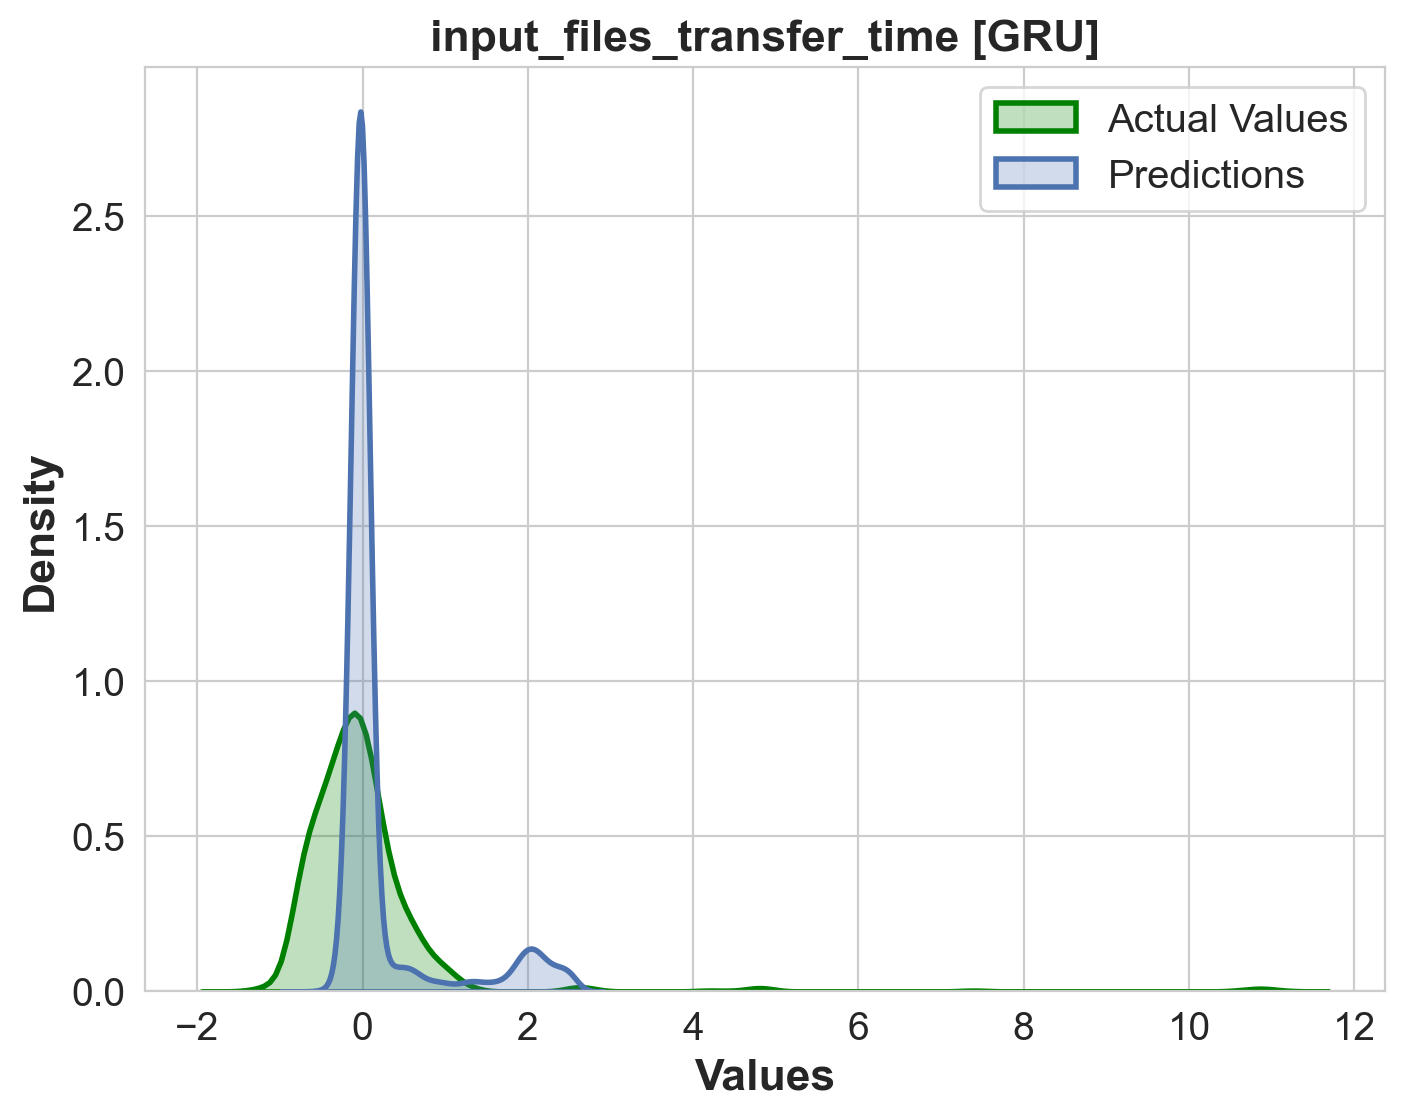 input_files_transfer_time [GRU]
Actual Values
Predictions
Density
2.5
2.0
1.5
1.0
0.5
0.0
−2 0 2 4 6 8 10 12
Values